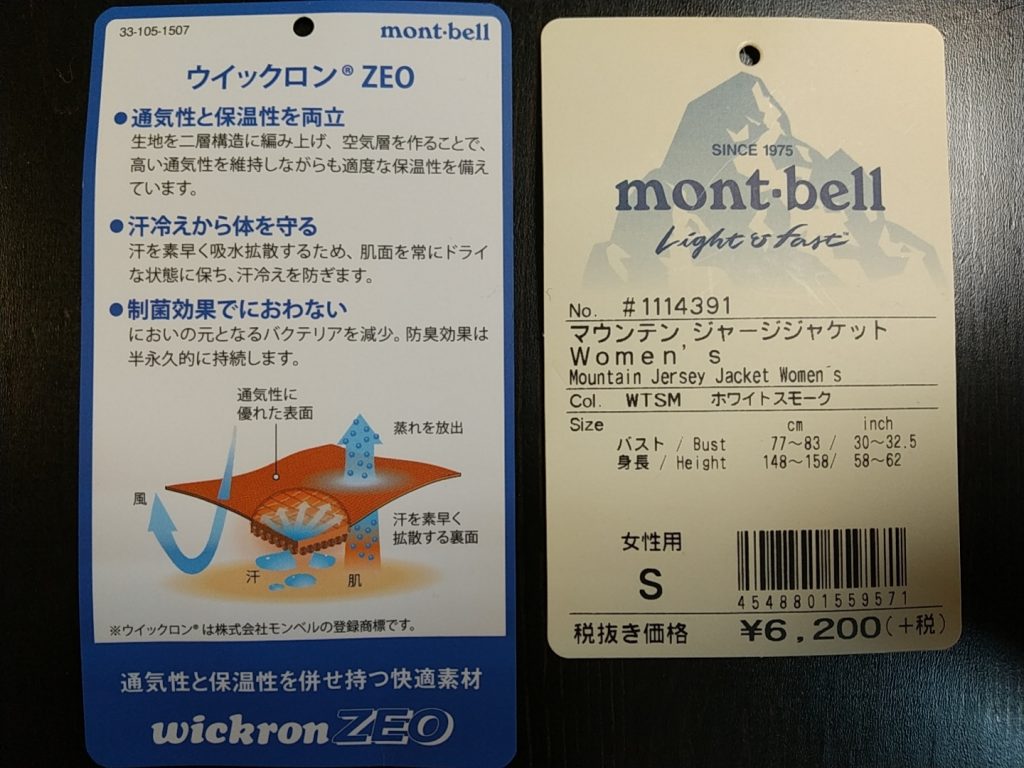 33-105-1507
mont-bell
ウイックロン® ZEO
●通気性と保温性を両立
生地を二層構造に編み上げ、空気層を作ることで、
高い通気性を維持しながらも適度な保温性を備え
ています。
●汗冷えから体を守る
汗を素早く吸水拡散するため、肌面を常にドライ
な状態に保ち、汗冷えを防ぎます。
●制菌効果でにおわない
においの元となるバクテリアを減少。防臭効果は
半永久的に持続します。
通気性に
優れた表面
蒸れを放出
風
汗を素早く
拡散する裏面
汗
肌
※ウイックロン®は株式会社モンベルの登録商標です。
通気性と保温性を併せ持つ快適素材
wickron ZEO
SINCE 1975
mont-bell
Light & Fast™
No. #1114391
マウンテン ジャージジャケット
Women's
Mountain Jersey Jacket Women's
Col. WTSM ホワイトスモーク
Size cm inch
バスト / Bust 77～83 / 30～32.5
身長 / Height 148～158/ 58～62
女性用
S
4548801559571
税抜き価格 ¥6,200(+税)